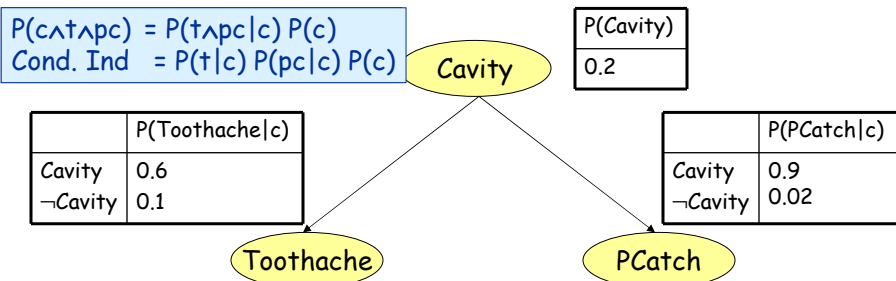 P(c∧t∧pc) = P(t∧pc|c) P(c)
Cond. Ind = P(t|c) P(pc|c) P(c)
Cavity
P(Cavity)
0.2
P(Toothache|c)
Cavity 0.6
¬Cavity 0.1
P(PCatch|c)
Cavity 0.9
¬Cavity 0.02
Toothache
PCatch